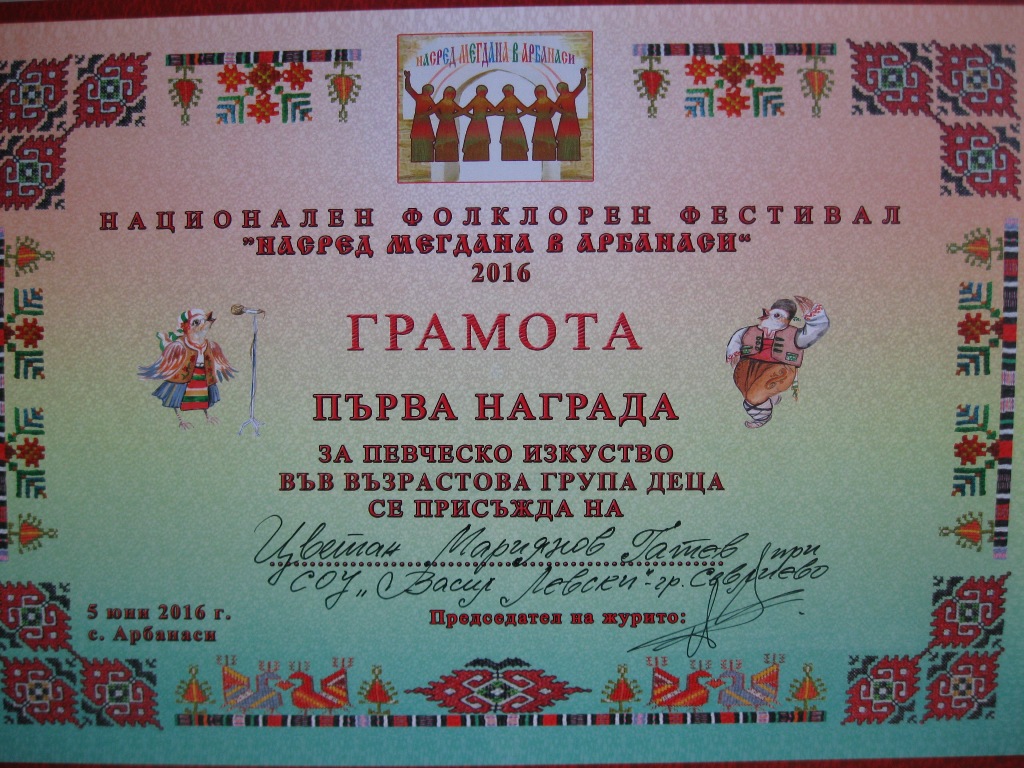 НАСРЕД МЕГДАНА В АРБАНАСИ
НАЦИОНАЛЕН ФОЛКЛОРЕН ФЕСТИВАЛ
"НАСРЕД МЕГДАНА В АРБАНАСИ"
2016
ГРАМОТА
ПЪРВА НАГРАДА
ЗА ПЕВЧЕСКО ИЗКУСТВО
ВЪВ ВЪЗРАСТОВА ГРУПА ДЕЦА
СЕ ПРИСЪЖДА НА
Цветан Мариянов Гатев при
СОУ "Васил Левски" - гр. Севлиево
5 юни 2016 г.
с. Арбанаси
Председател на журито: